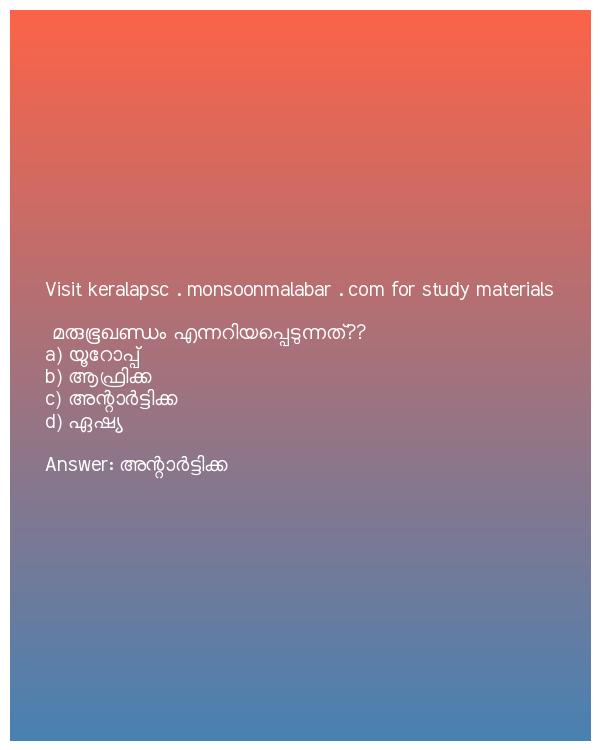 Visit keralapsc . monsoonmalabar . com for study materials
മരുഭൂഖണ്ഡം എന്നറിയപ്പെടുന്നത്??
a) യൂറോപ്പ്
b) ആഫ്രിക്ക
c) അന്റാർട്ടിക്ക
d) ഏഷ്യ
Answer: അന്റാർട്ടിക്ക